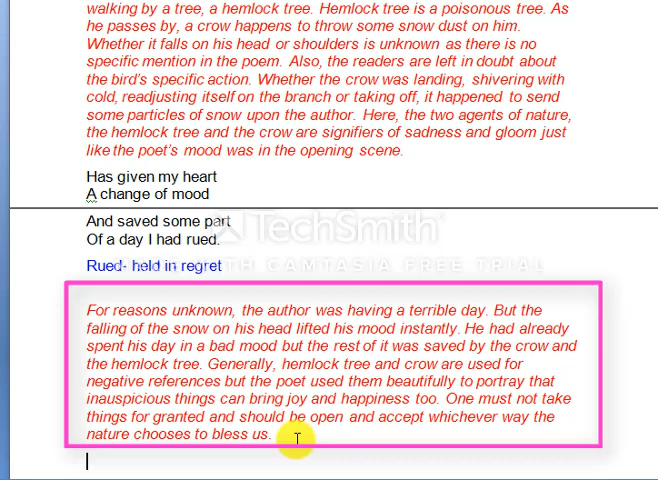 walking by a tree, a hemlock tree. Hemlock tree is a poisonous tree. As
he passes by, a crow happens to throw some snow dust on him.
Whether it falls on his head or shoulders is unknown as there is no
specific mention in the poem. Also, the readers are left in doubt about
the bird's specific action. Whether the crow was landing, shivering with
cold, readjusting itself on the branch or taking off, it happened to send
some particles of snow upon the author. Here, the two agents of nature,
the hemlock tree and the crow are signifiers of sadness and gloom just
like the poet's mood was in the opening scene.
Has given my heart
A change of mood
And saved some part
Of a day I had rued.
TechSmith
Rued- held in regret
WITH CAMTASIA FREE TRIAL
For reasons unknown, the author was having a terrible day. But the
falling of the snow on his head lifted his mood instantly. He had already
spent his day in a bad mood but the rest of it was saved by the crow and
the hemlock tree. Generally, hemlock tree and crow are used for
negative references but the poet used them beautifully to portray that
inauspicious things can bring joy and happiness too. One must not take
things for granted and should be open and accept whichever way the
nature chooses to bless us.